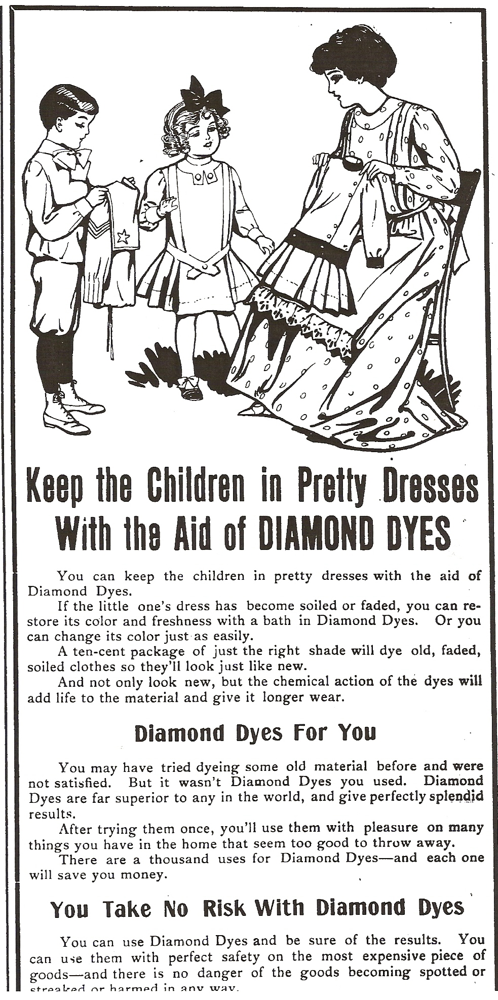 Keep the Children in Pretty Dresses
With the Aid of DIAMOND DYES
You can keep the children in pretty dresses with the aid of
Diamond Dyes.
If the little one's dress has become soiled or faded, you can re-
store its color and freshness with a bath in Diamond Dyes. Or you
can change its color just as easily.
A ten-cent package of just the right shade will dye old, faded,
soiled clothes so they'll look just like new.
And not only look new, but the chemical action of the dyes will
add life to the material and give it longer wear.
Diamond Dyes For You
You may have tried dyeing some old material before and were
not satisfied. But it wasn't Diamond Dyes you used. Diamond
Dyes are far superior to any in the world, and give perfectly splendid
results.
After trying them once, you'll use them with pleasure on many
things you have in the home that seem too good to throw away.
There are a thousand uses for Diamond Dyes—and each one
will save you money.
You Take No Risk With Diamond Dyes
You can use Diamond Dyes and be sure of the results. You
can use them with perfect safety on the most expensive piece of
goods—and there is no danger of the goods becoming spotted or
streaked or harmed in any way.